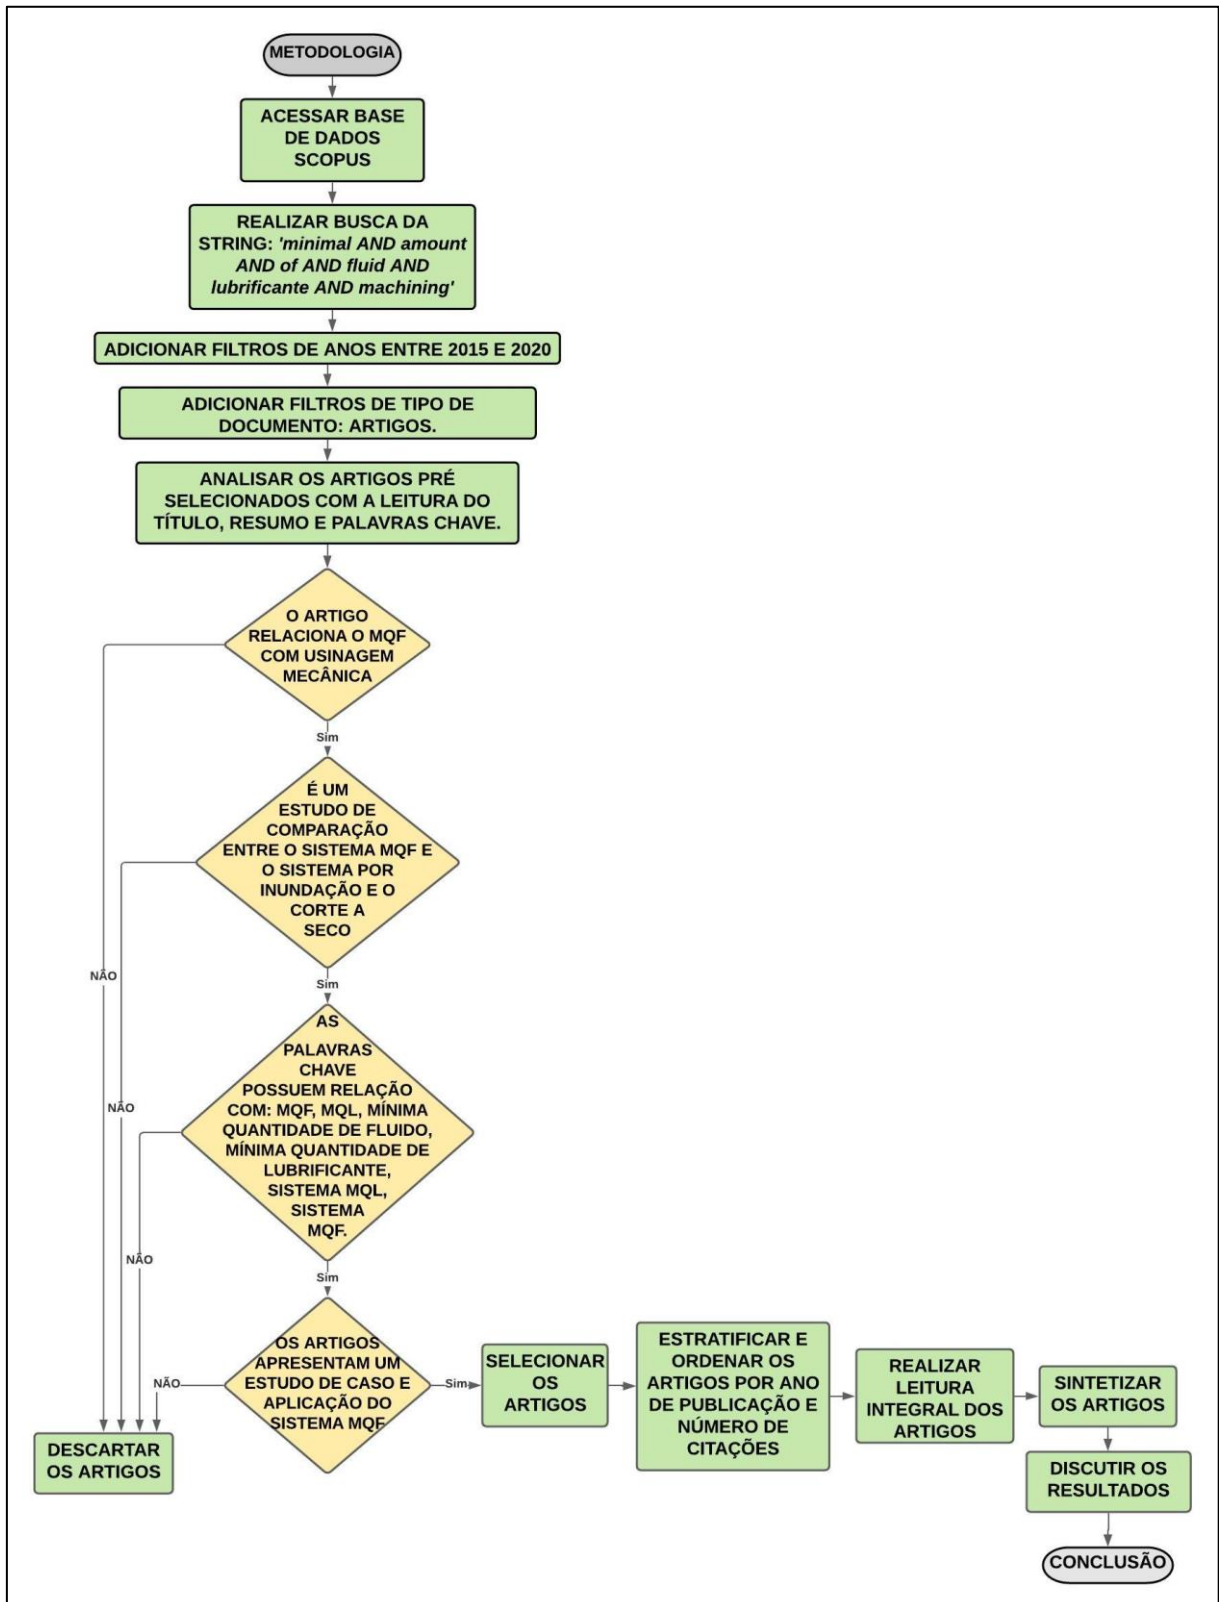 METODOLOGIA
ACESSAR BASE
DE DADOS
SCOPUS
REALIZAR BUSCA DA
STRING: 'minimal AND amount
AND of AND fluid AND
lubrificante AND machining'
ADICIONAR FILTROS DE ANOS ENTRE 2015 E 2020
ADICIONAR FILTROS DE TIPO DE
DOCUMENTO: ARTIGOS.
ANALISAR OS ARTIGOS PRÉ
SELECIONADOS COM A LEITURA DO
TÍTULO, RESUMO E PALAVRAS CHAVE.
O ARTIGO
RELACIONA O MQF
COM USINAGEM
MECÂNICA
Sim
É UM
ESTUDO DE
COMPARAÇÃO
ENTRE O SISTEMA MQF E
O SISTEMA POR
INUNDAÇÃO E O
CORTE A
SECO
NÃO
Sim
AS
PALAVRAS
CHAVE
POSSUEM RELAÇÃO
COM: MQF, MQL, MÍNIMA
QUANTIDADE DE FLUIDO,
MÍNIMA QUANTIDADE DE
LUBRIFICANTE,
SISTEMA MQL,
SISTEMA
MQF.
NÃO
NÃO
Sim
OS ARTIGOS
APRESENTAM UM
ESTUDO DE CASO E
APLICAÇÃO DO
SISTEMA MQF
NÃO
Sim
DESCARTAR
OS ARTIGOS
SELECIONAR
OS
ARTIGOS
ESTRATIFICAR E
ORDENAR OS
ARTIGOS POR ANO
DE PUBLICAÇÃO E
NÚMERO DE
CITAÇÕES
REALIZAR
LEITURA
INTEGRAL DOS
ARTIGOS
SINTETIZAR
OS ARTIGOS
DISCUTIR OS
RESULTADOS
CONCLUSÃO